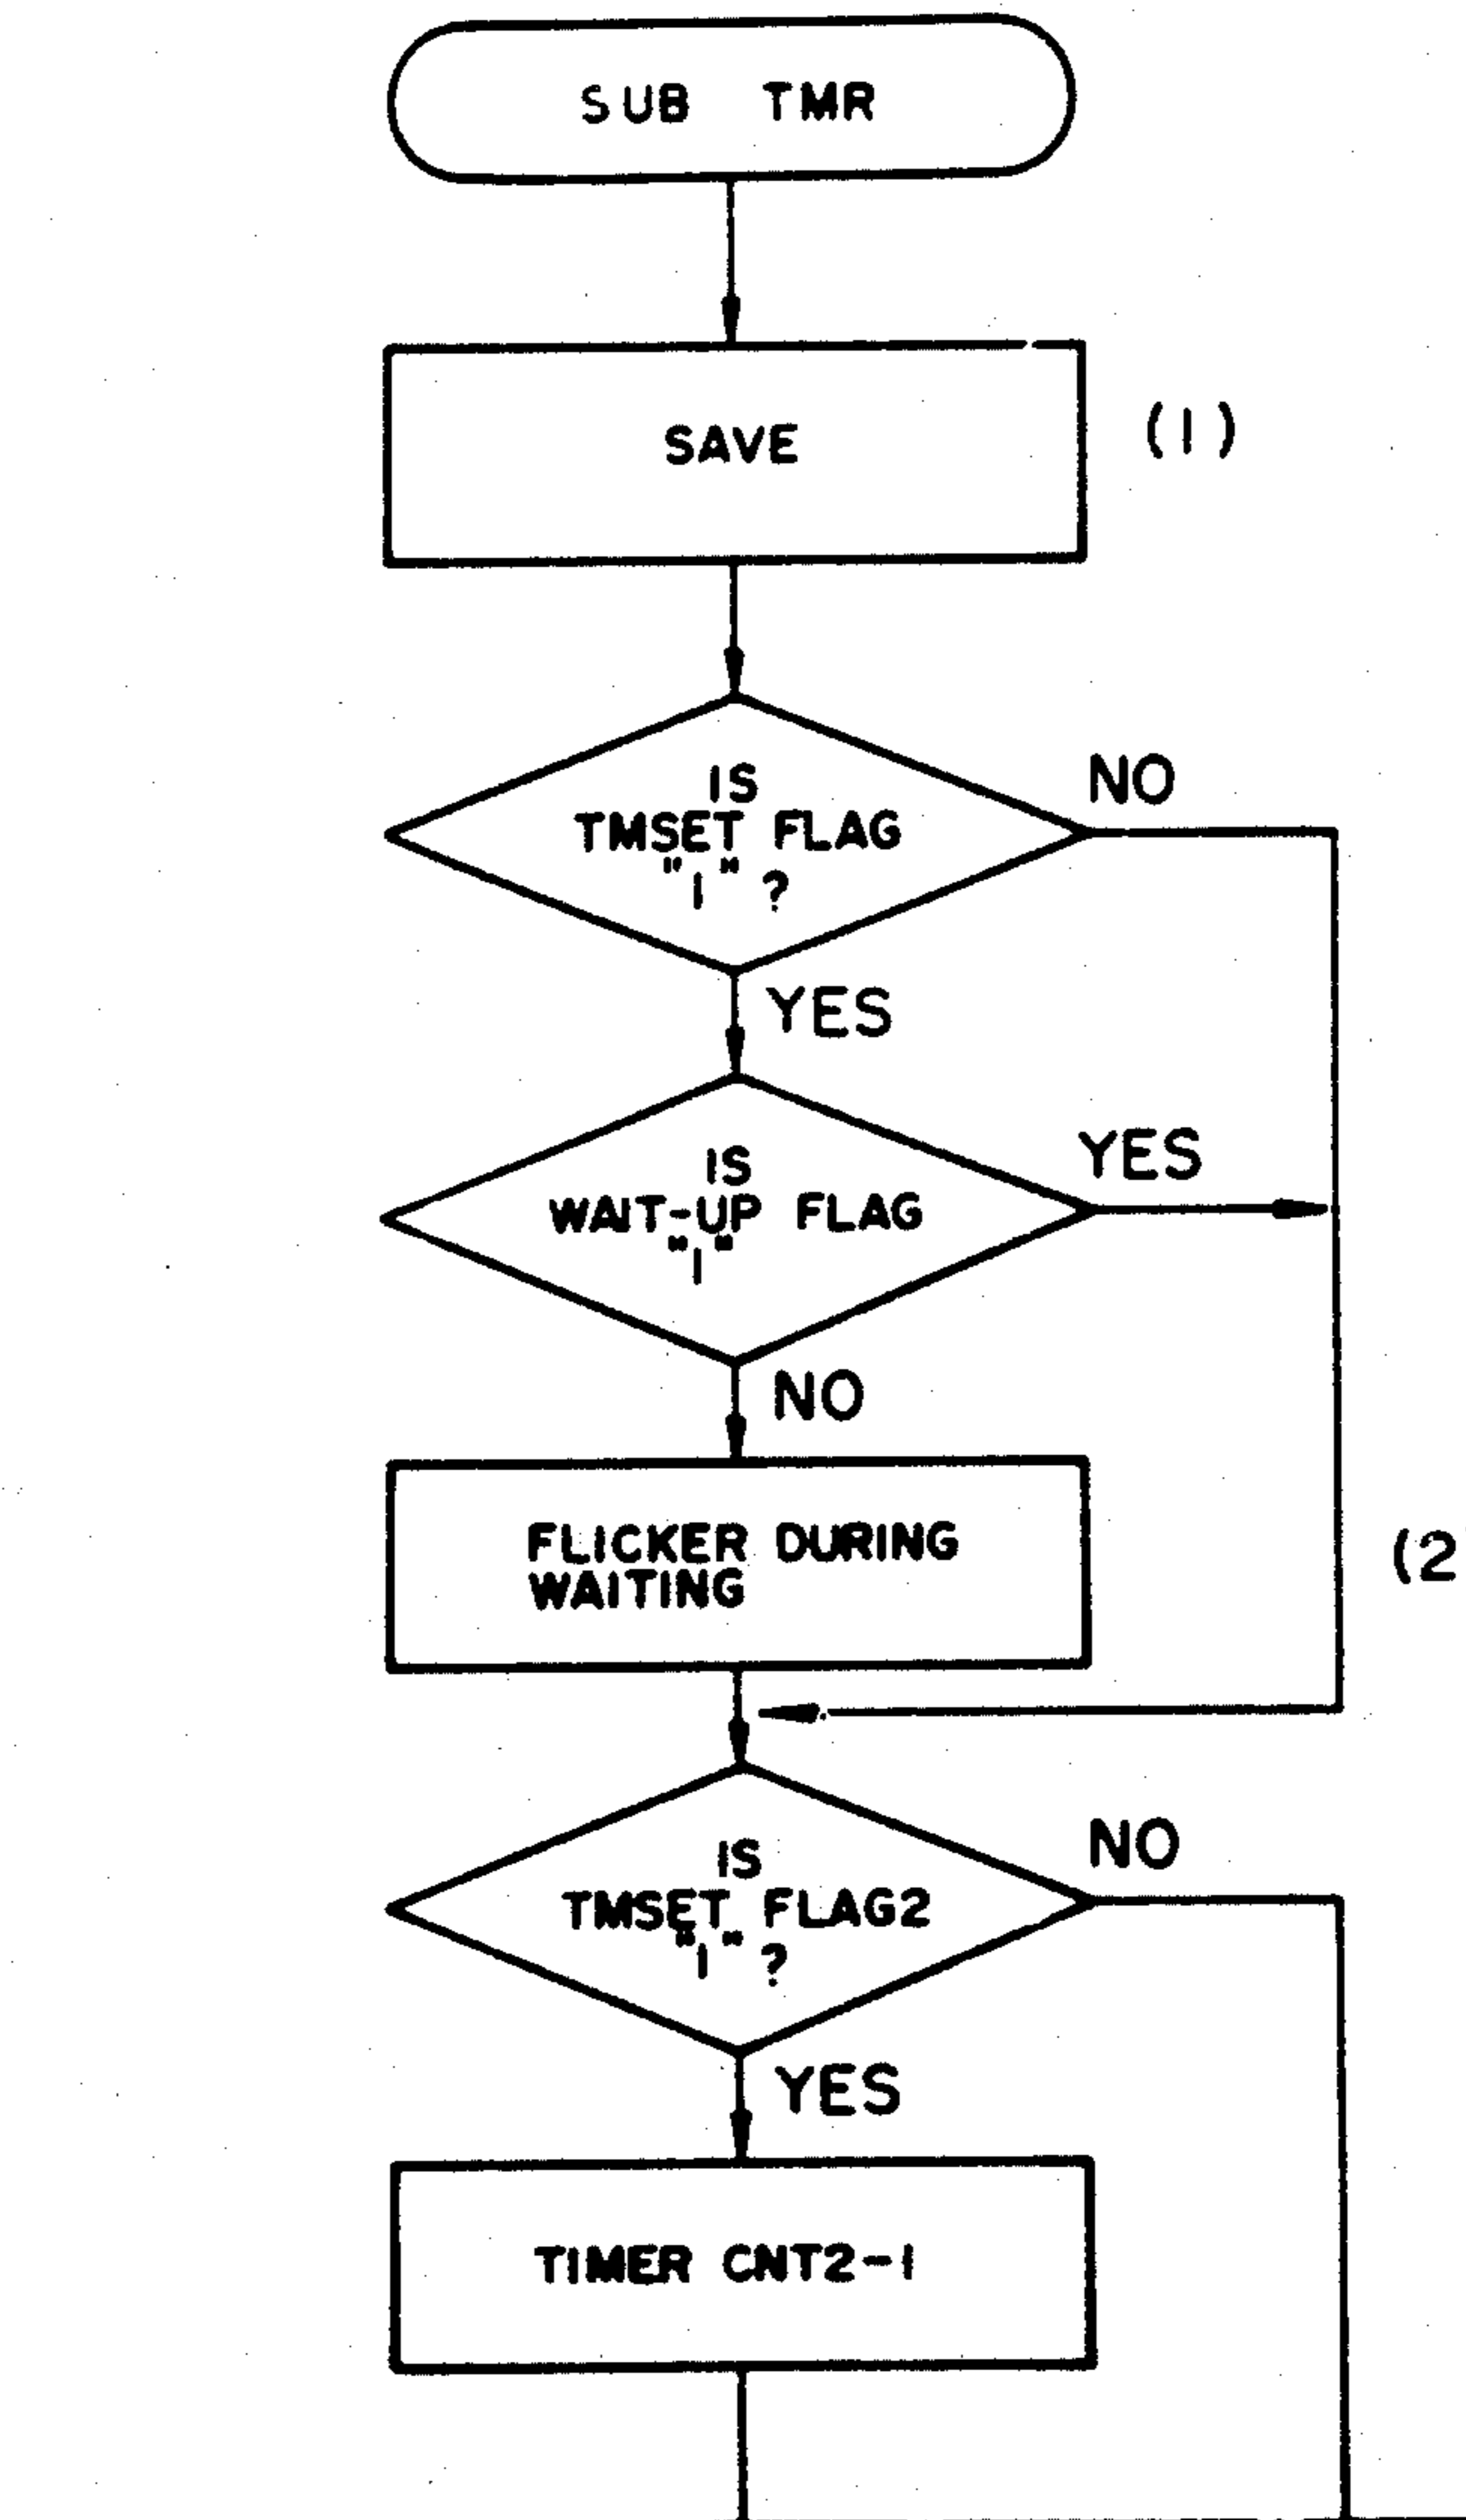 SUB TMR
SAVE
(1)
IS
TMSET FLAG
"1" ?
NO
YES
IS
WAIT-UP FLAG
"1"
YES
NO
FLICKER DURING
WAITING
(2
IS
TMSET FLAG2
"1" ?
NO
YES
TIMER CNT2-1